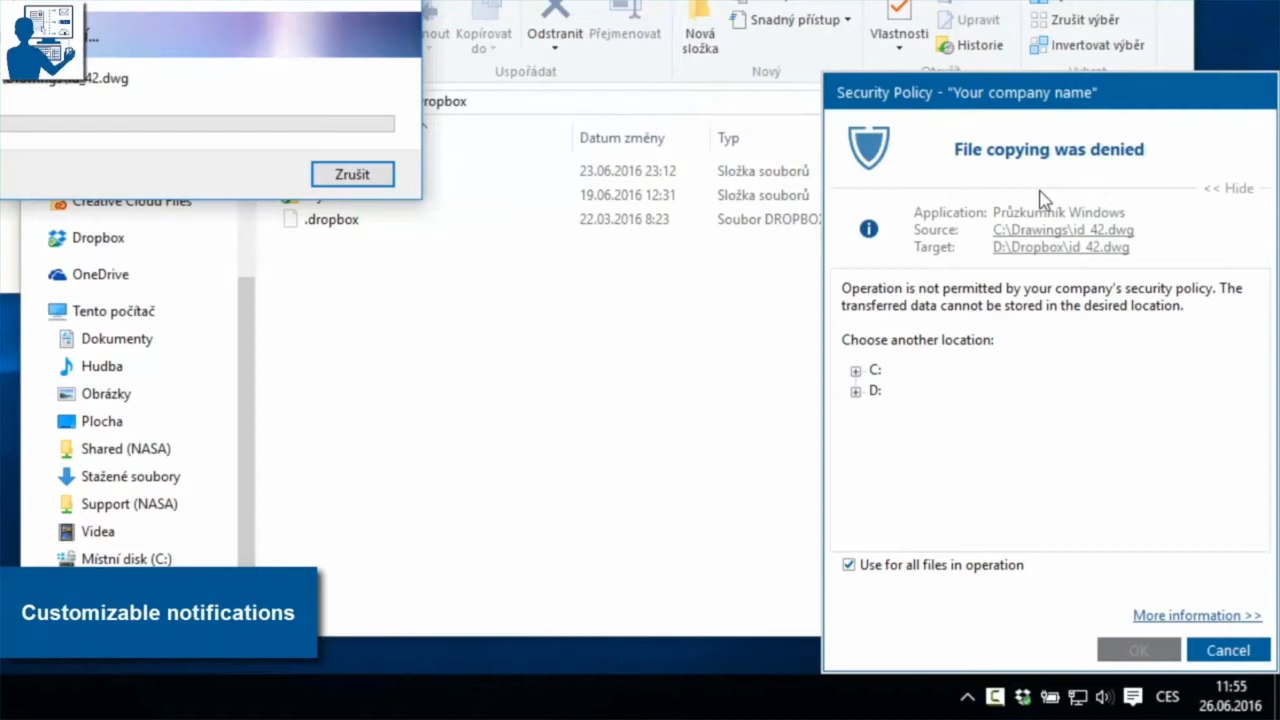 ...
Drawings\id_42.dwg
Zrušit
Kopírovat
do
Odstranit
Přejmenovat
Uspořádat
Nová
složka
Snadný přístup
Nový
Vlastnosti
Upravit
Historie
Zrušit výběr
Invertovat výběr
Datum změny
Typ
23.06.2016 23:12
Složka souborů
19.06.2016 12:31
Složka souborů
.dropbox
22.03.2016 8:23
Soubor DROPBO
Creative Cloud Files
Dropbox
OneDrive
Tento počítač
Dokumenty
Hudba
Obrázky
Plocha
Shared (NASA)
Stažené soubory
Support (NASA)
Videa
Místní disk (C:)
Customizable notifications
Security Policy - "Your company name"
File copying was denied
<< Hide
Application: Průzkumník Windows
Source: C:\Drawings\id_42.dwg
Target: D:\Dropbox\id_42.dwg
Operation is not permitted by your company's security policy. The
transferred data cannot be stored in the desired location.
Choose another location:
C:
D:
Use for all files in operation
More information >>
OK
Cancel
CES
11:55
26.06.2016